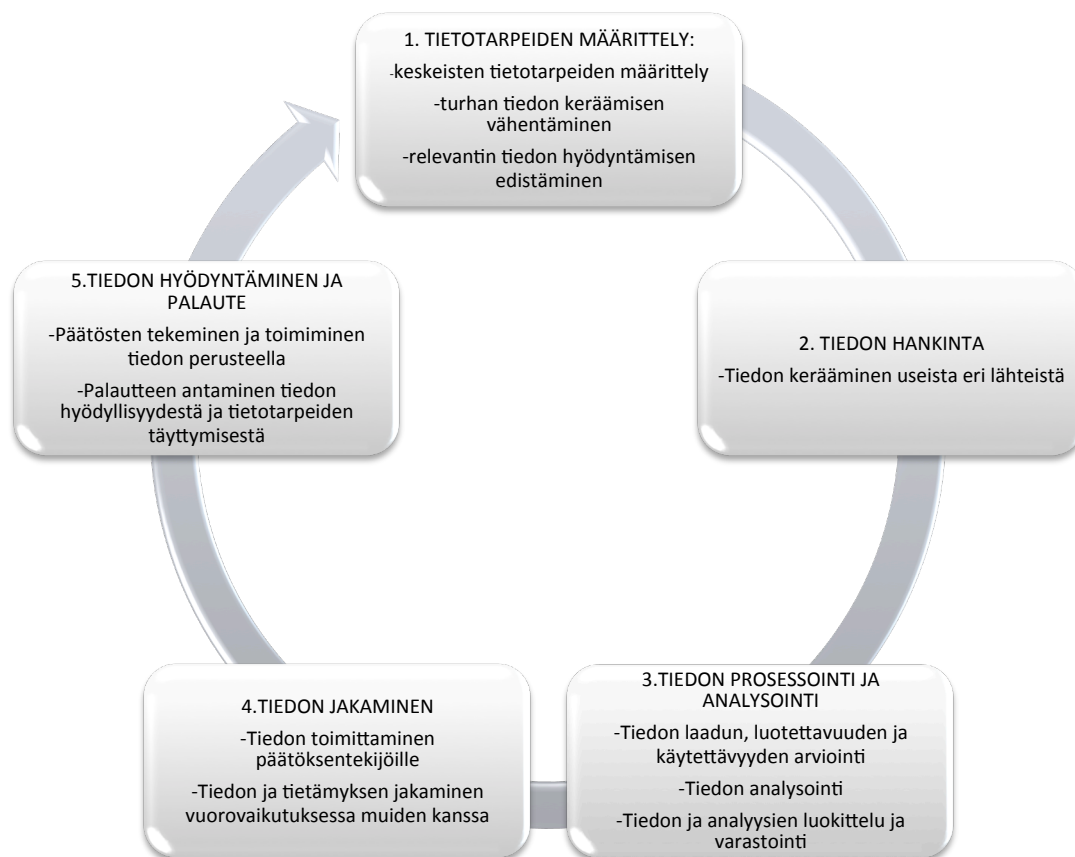 1. TIETOTARPEIDEN MÄÄRITTELY:
-keskeisten tietotarpeiden määrittely
-turhan tiedon keräämisen
vähentäminen
-relevantin tiedon hyödyntämisen
edistäminen
2. TIEDON HANKINTA
-Tiedon kerääminen useista eri lähteistä
3.TIEDON PROSESSOINTI JA
ANALYSOINTI
-Tiedon laadun, luotettavuuden ja
käytettävyyden arviointi
-Tiedon analysointi
-Tiedon ja analyysien luokittelu ja
varastointi
4.TIEDON JAKAMINEN
-Tiedon toimittaminen
päätöksentekijöille
-Tiedon ja tietämyksen jakaminen
vuorovaikutuksessa muiden kanssa
5.TIEDON HYÖDYNTÄMINEN JA
PALAUTE
-Päätösten tekeminen ja toimiminen
tiedon perusteella
-Palautteen antaminen tiedon
hyödyllisyydestä ja tietotarpeiden
täyttymisestä